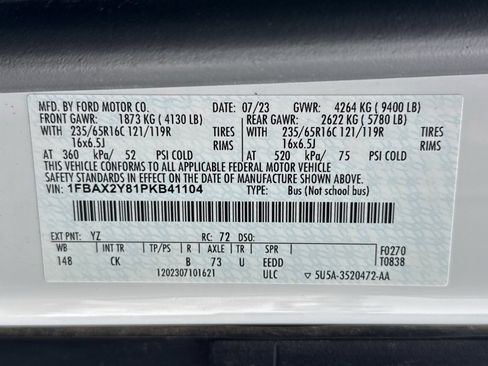 MFD. BY FORD MOTOR CO. 07/23 GVWR: 4264 KG ( 9400 LB)
FRONT GAWR: 1873 KG ( 4130 LB) REAR GAWR: 2622 KG ( 5780 LB)
WITH 235/65R16C 121/119R TIRES WITH 235/65R16C 121/119R TIRES
16x6.5J RIMS 16x6.5J RIMS
AT 360 kPa/ 52 PSI COLD AT 520 kPa/ 75 PSI COLD
THIS VEHICLE CONFORMS TO ALL APPLICABLE FEDERAL MOTOR VEHICLE
SAFETY STANDARDS IN EFFECT ON THE DATE OF MANUFACTURE SHOWN ABOVE.
VIN: 1FBAX2Y81PKB41104 TYPE: Bus (Not school bus)
EXT PNT: YZ RC: 72 DSO: F0270
WB INT TR TP/PS R AXLE TR SPR T0838
148 CK B 73 U EEDD
1202307101621 ULC ▽ 5U5A-3520472-AA